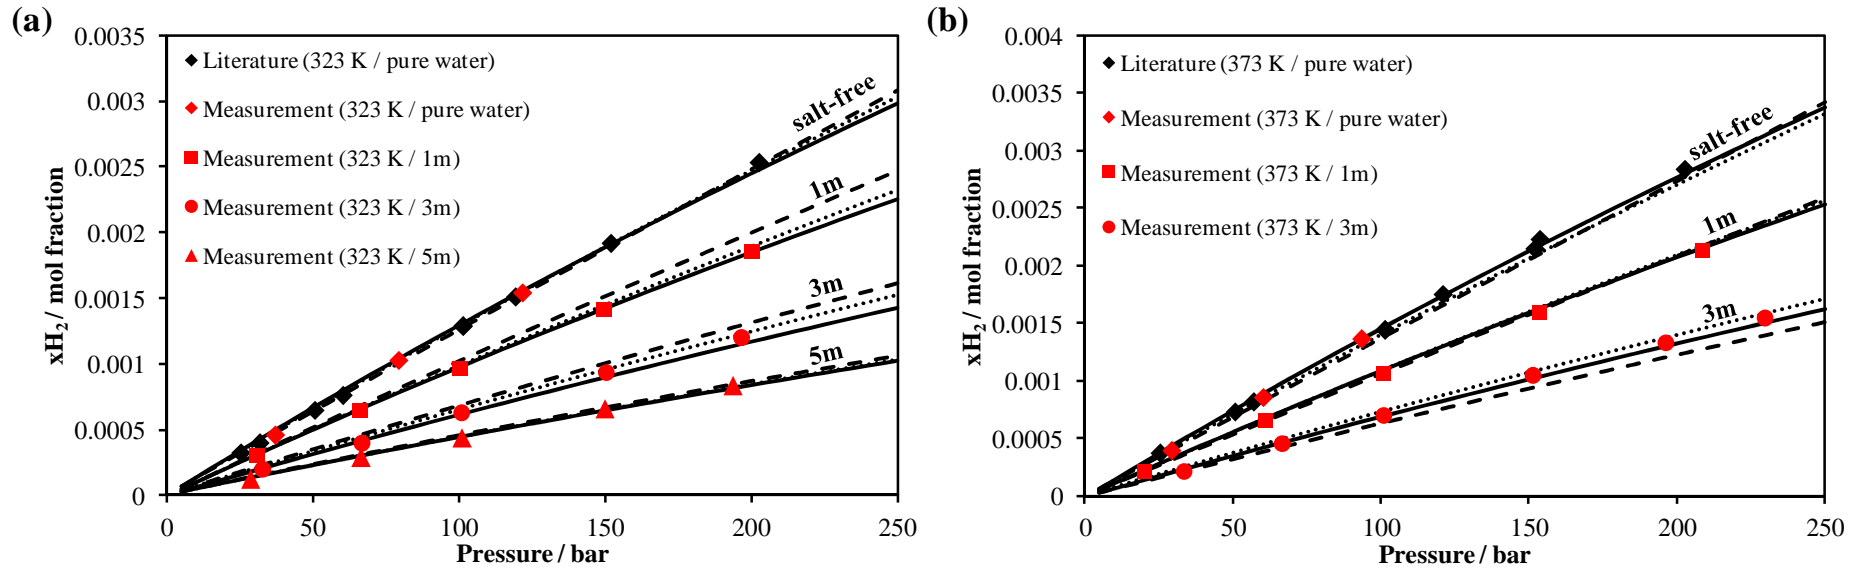 (a)
0.0035
0.003
0.0025
0.002
0.0015
0.001
0.0005
0
xH₂ / mol fraction
Literature (323 K / pure water)
Measurement (323 K / pure water)
Measurement (323 K / 1m)
Measurement (323 K / 3m)
Measurement (323 K / 5m)
salt-free
1m
3m
5m
0 50 100 150 200 250
Pressure / bar
(b)
0.004
0.0035
0.003
0.0025
0.002
0.0015
0.001
0.0005
0
xH₂ / mol fraction
Literature (373 K / pure water)
Measurement (373 K / pure water)
Measurement (373 K / 1m)
Measurement (373 K / 3m)
salt-free
1m
3m
0 50 100 150 200 250
Pressure / bar